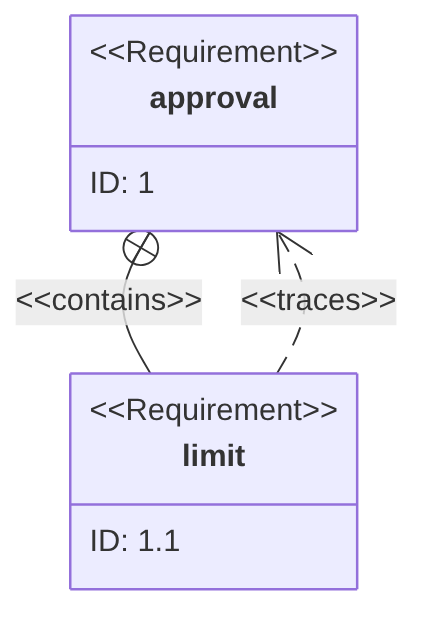 <<Requirement>>
approval
ID: 1
<<contains>>
<<traces>>
<<Requirement>>
limit
ID: 1.1